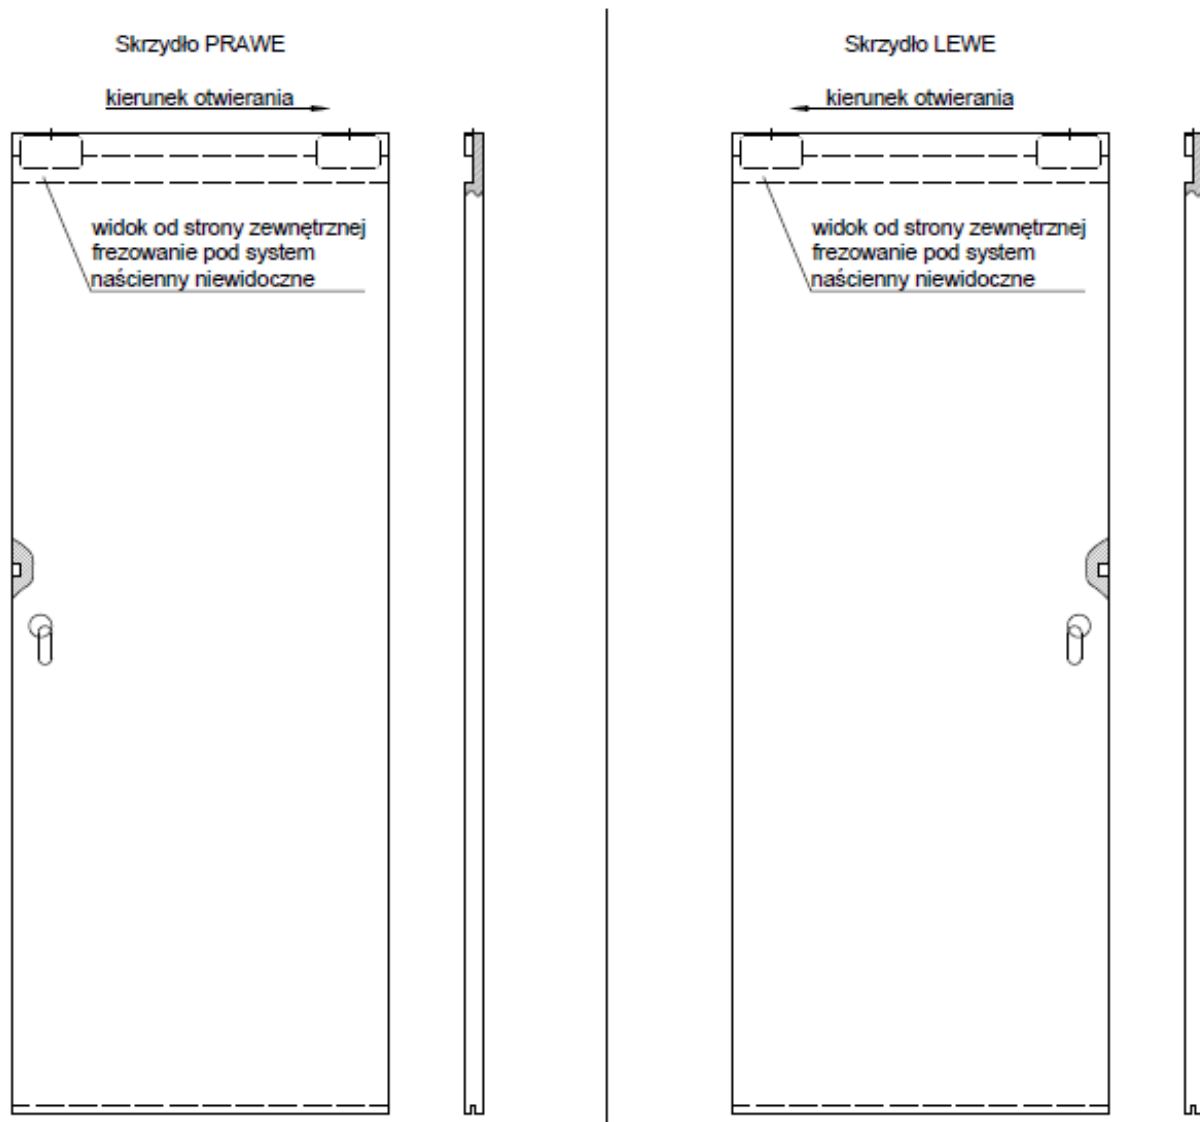 Skrzydło PRAWE
kierunek otwierania
widok od strony zewnętrznej
frezowanie pod system
naścienny niewidoczne
Skrzydło LEWE
kierunek otwierania
widok od strony zewnętrznej
frezowanie pod system
naścienny niewidoczne